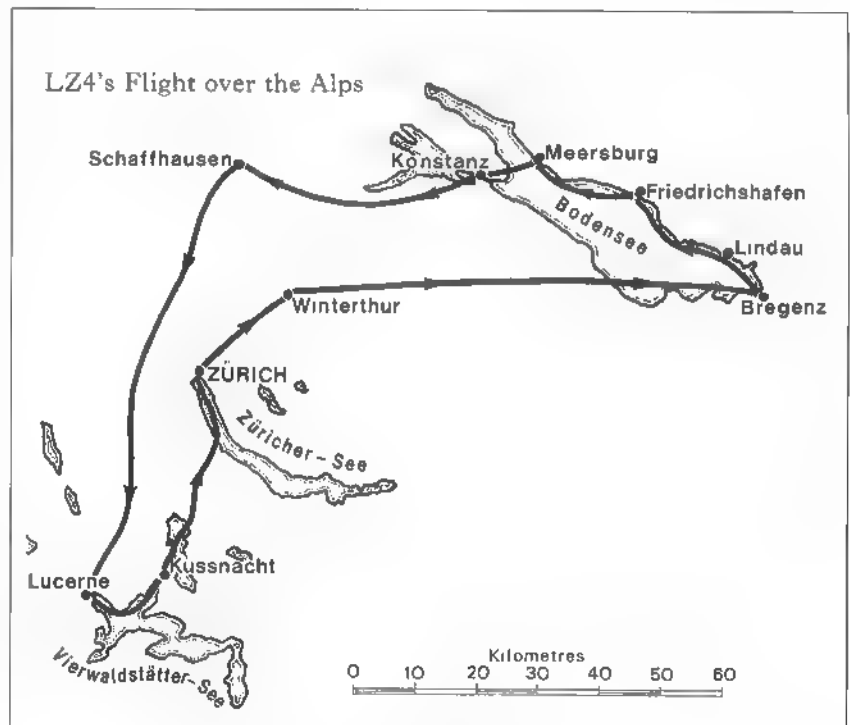 LZ4's Flight over the Alps
Schaffhausen
Konstanz
Meersburg
Friedrichshafen
Bodensee
Lindau
Bregenz
Winterthur
ZÜRICH
Züricher-See
Kussnacht
Lucerne
Vierwaldstätter-See
Kilometres
0 10 20 30 40 50 60